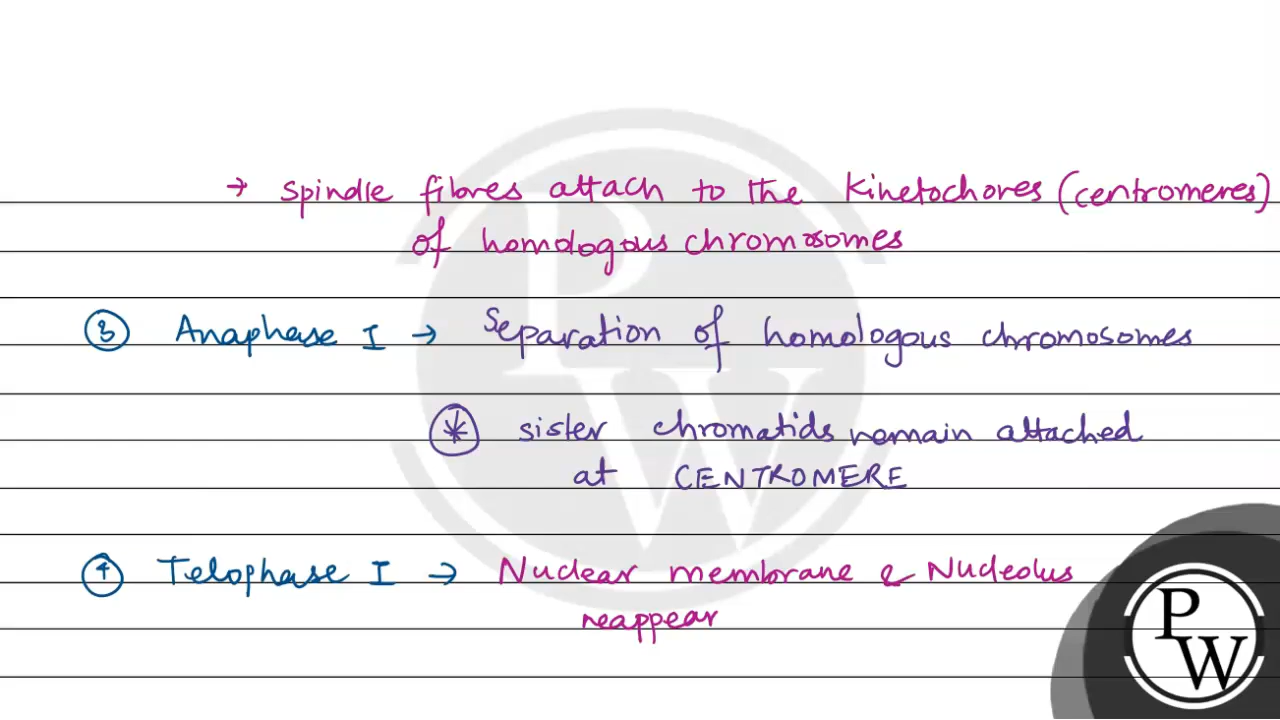 → spindle fibres attach to the kinetochores (centromeres)
of homologous chromosomes
③ Anaphase I → Separation of homologous chromosomes
✱ sister chromatids remain attached
at CENTROMERE
④ Telophase I → Nuclear membrane & Nucleolus
reappear
P
W
P
W